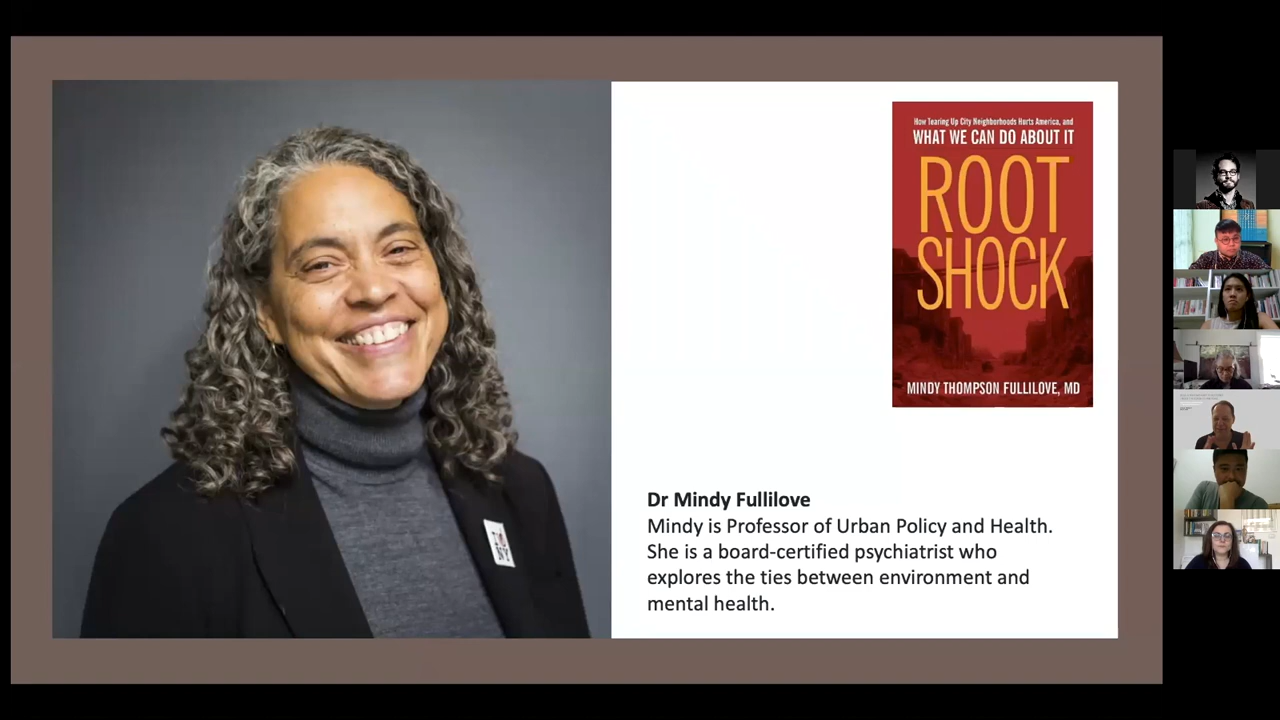 How Tearing Up City Neighborhoods Hurts America, and
WHAT WE CAN DO ABOUT IT
ROOT
SHOCK
MINDY THOMPSON FULLILOVE, MD
Dr Mindy Fullilove
Mindy is Professor of Urban Policy and Health.
She is a board-certified psychiatrist who
explores the ties between environment and
mental health.
NY